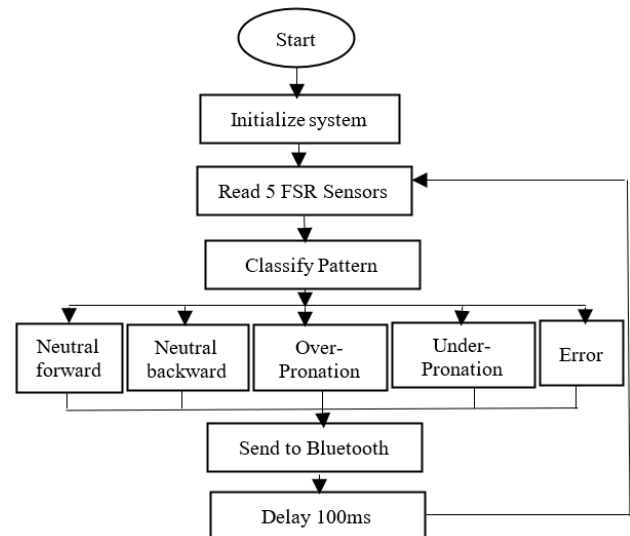 Start
Initialize system
Read 5 FSR Sensors
Classify Pattern
Neutral
forward
Neutral
backward
Over-
Pronation
Under-
Pronation
Error
Send to Bluetooth
Delay 100ms